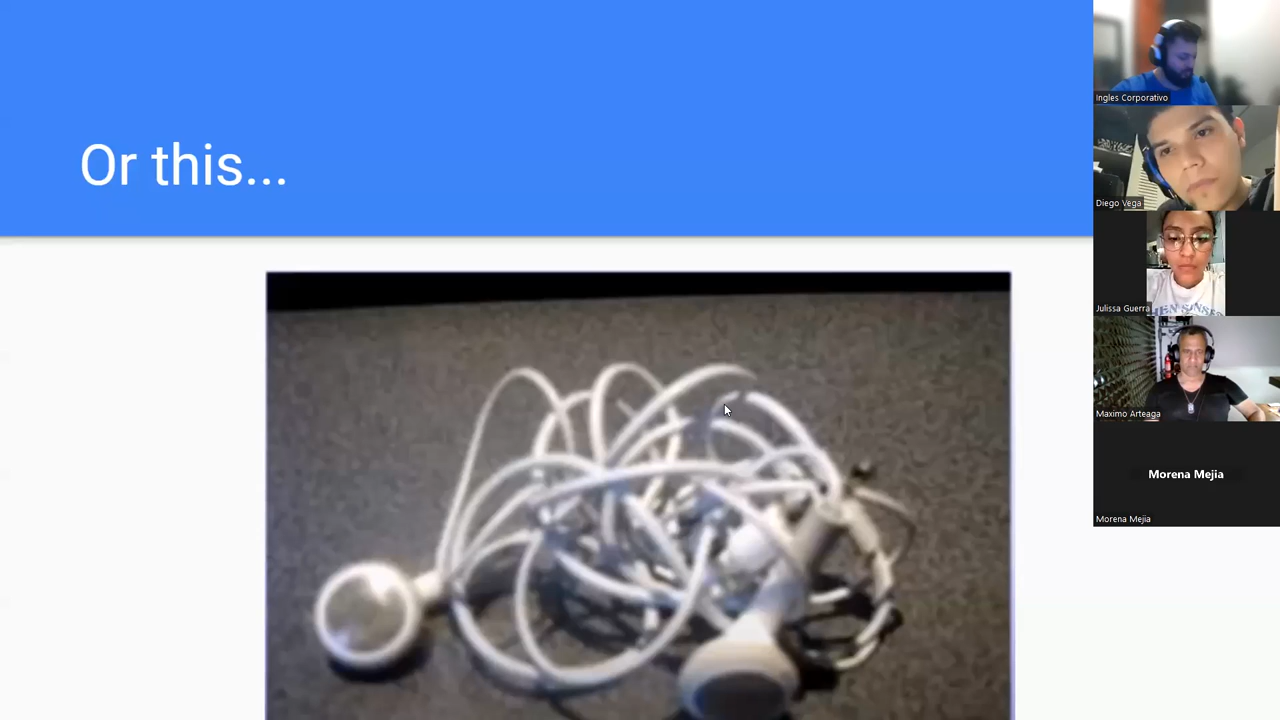 Or this...
Ingles Corporativo
Diego Vega
Julissa Guerra
Maximo Arteaga
Morena Mejia
Morena Mejia